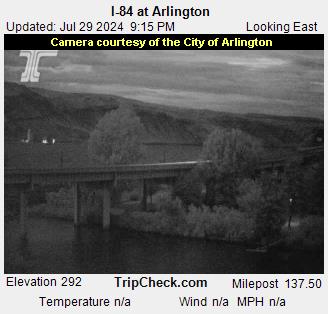 I-84 at Arlington
Updated: Jul 29 2024 9:15 PM Looking East
Camera courtesy of the City of Arlington
Elevation 292 TripCheck.com Milepost 137.50
Temperature n/a Wind n/a MPH n/a